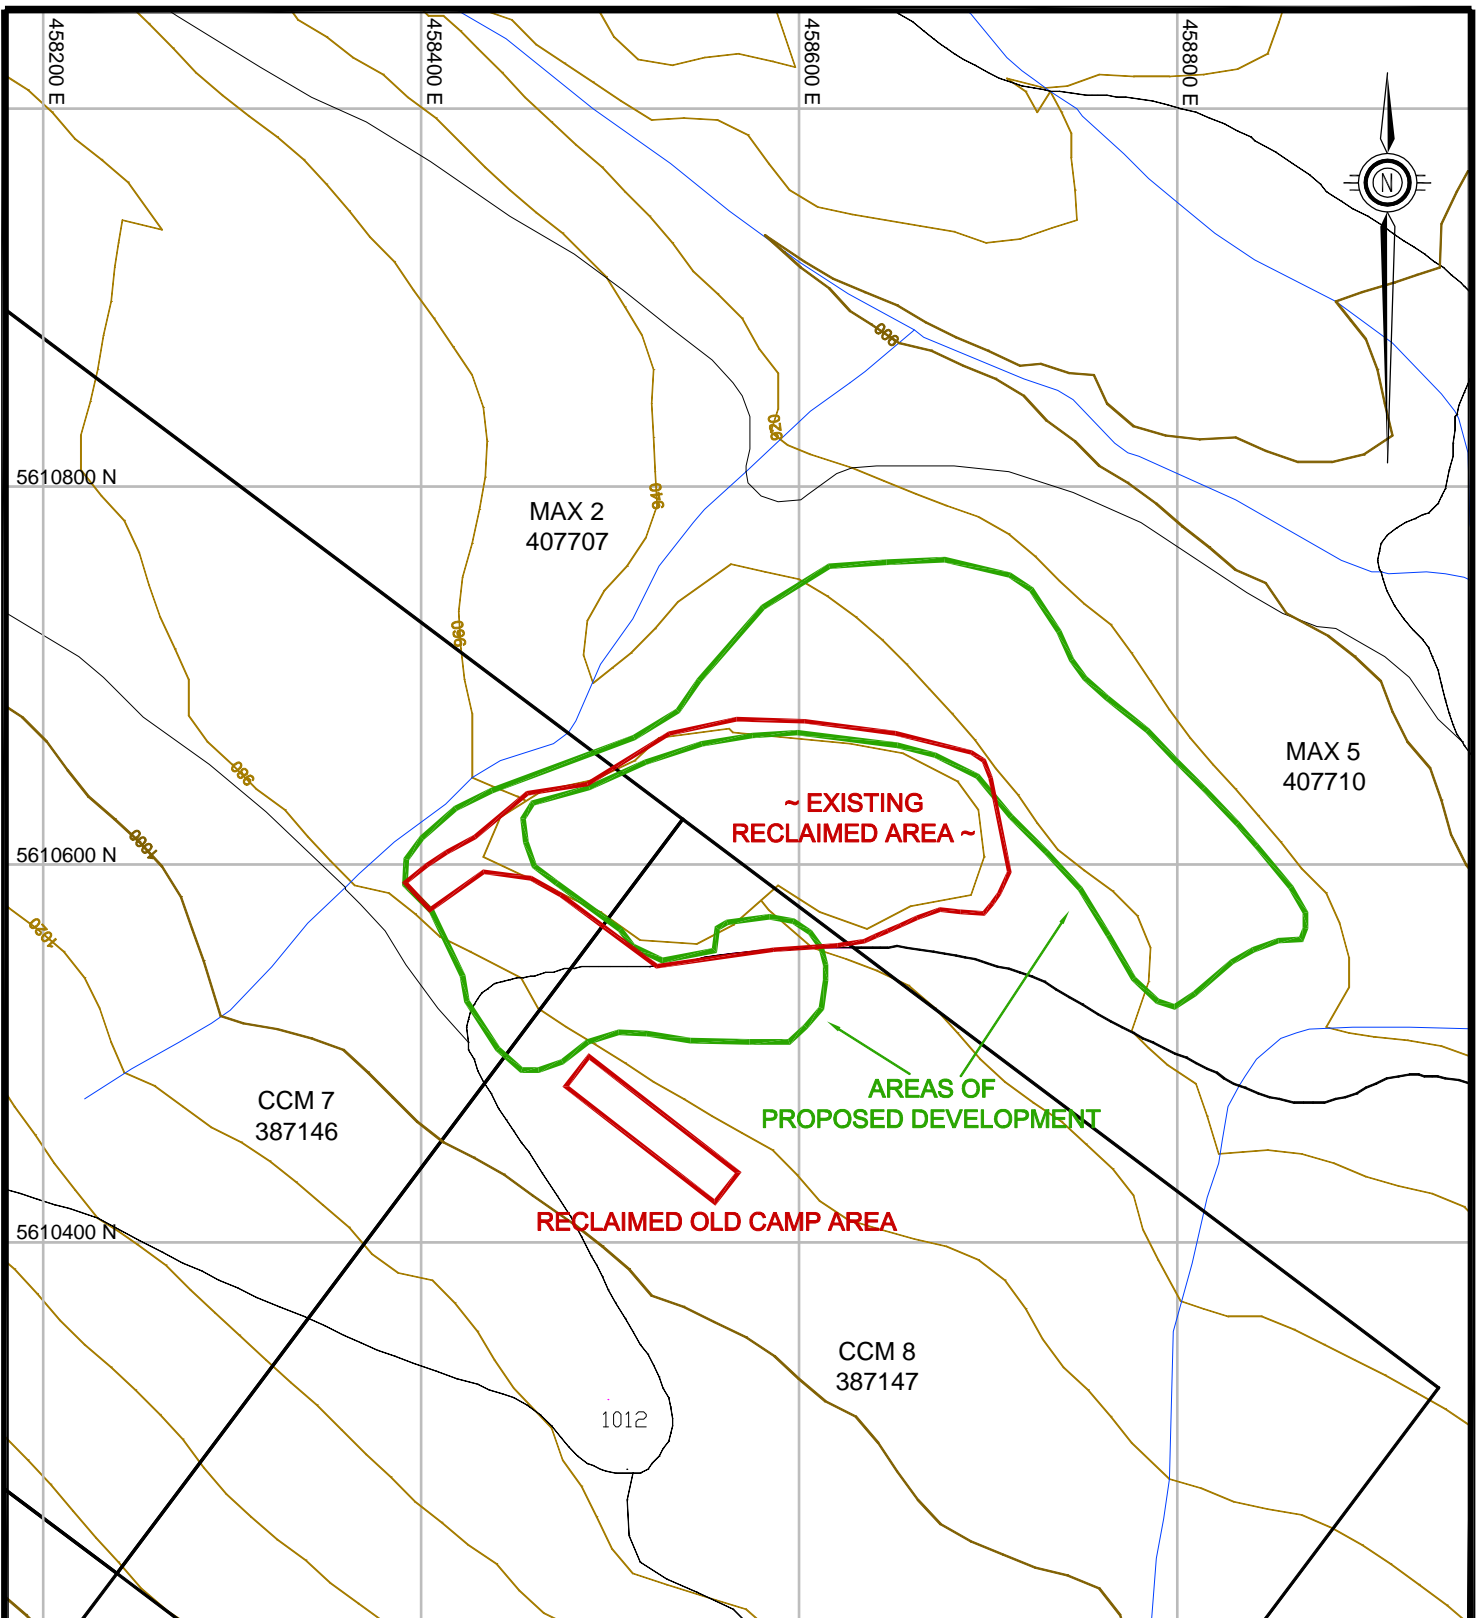 458200 E
458400 E
458600 E
458800 E
N
900
920
5610800 N
940
MAX 2
407707
960
MAX 5
407710
980
~ EXISTING
RECLAIMED AREA ~
1000
5610600 N
1020
AREAS OF
PROPOSED DEVELOPMENT
CCM 7
387146
RECLAIMED OLD CAMP AREA
5610400 N
CCM 8
387147
1012